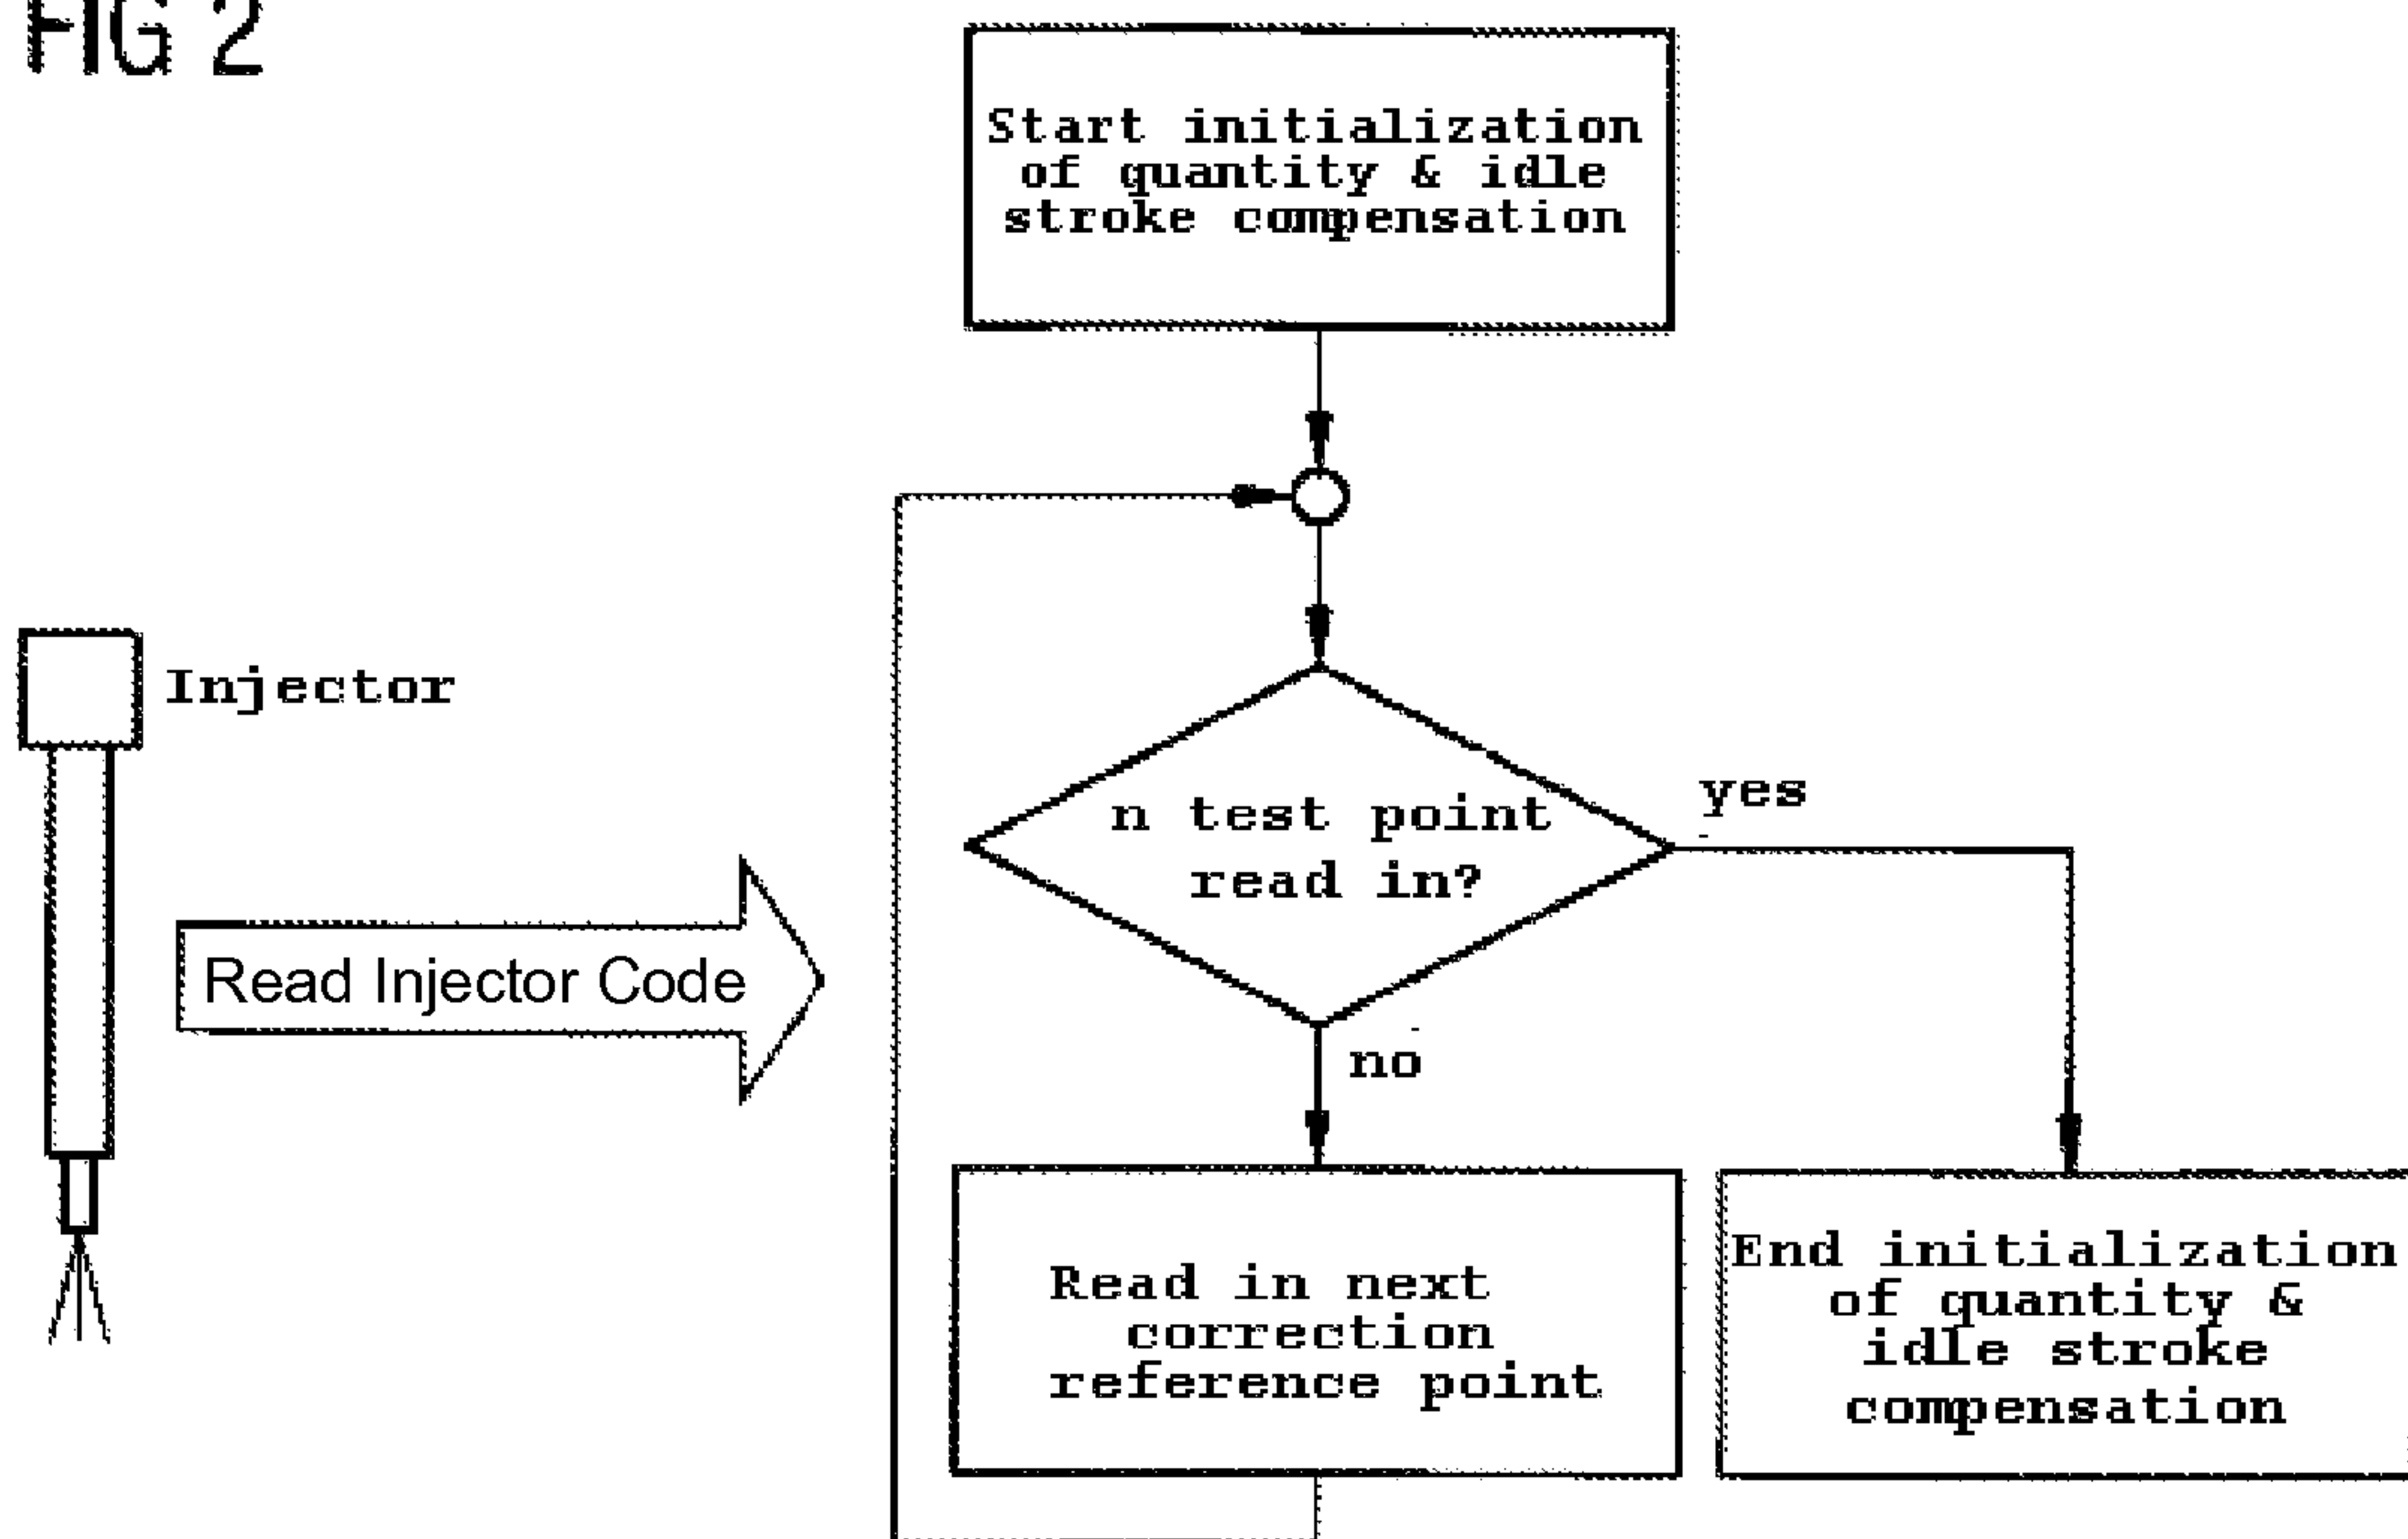 FIG 2
Start initialization
of quantity & idle
stroke compensation
Injector
n test point
read in?
yes
Read Injector Code
no
Read in next
correction
reference point
End initialization
of quantity &
idle stroke
compensation